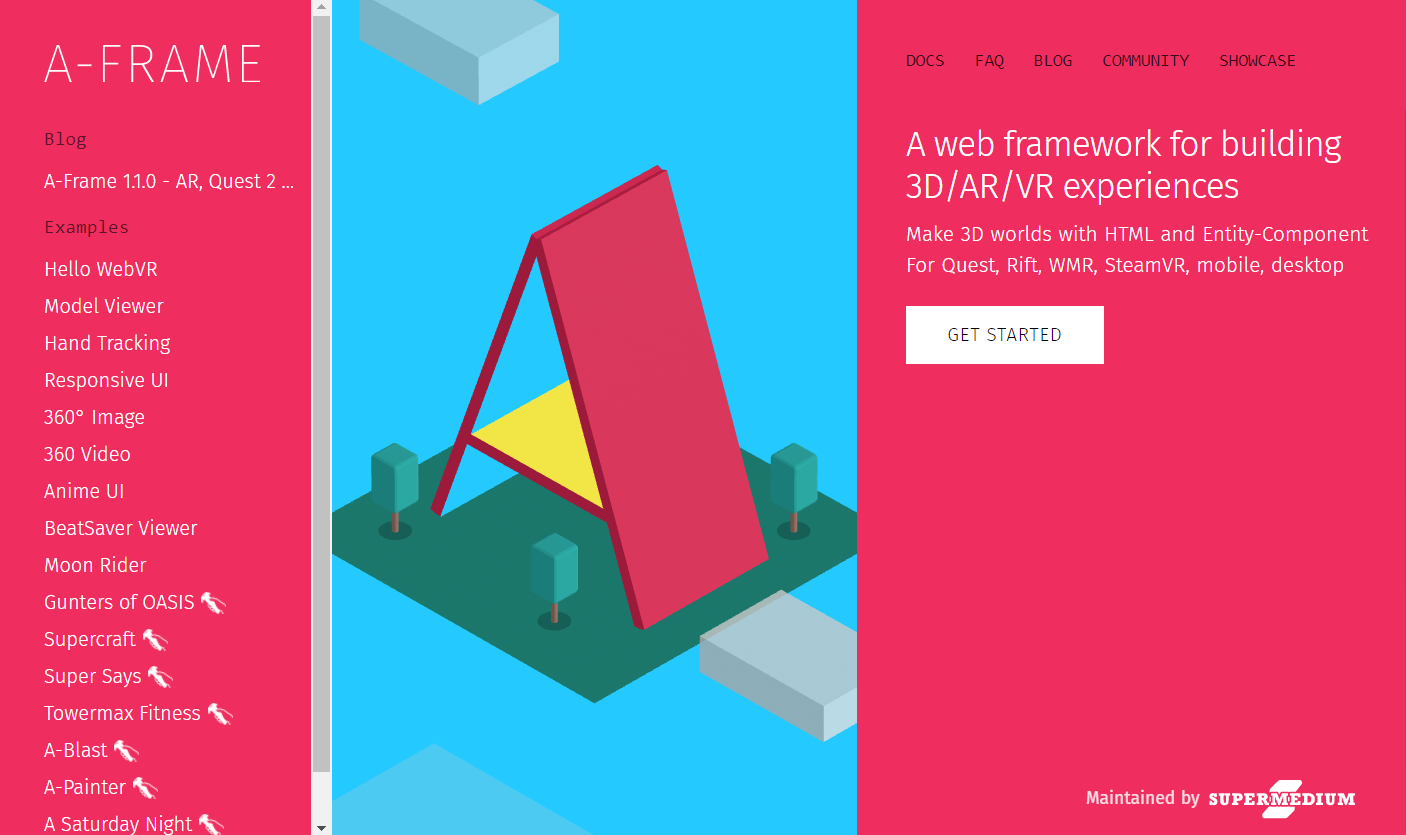 A-FRAME
Blog
A-Frame 1.1.0 - AR, Quest 2 ...
Examples
Hello WebVR
Model Viewer
Hand Tracking
Responsive UI
360° Image
360 Video
Anime UI
BeatSaver Viewer
Moon Rider
Gunters of OASIS
Supercraft
Super Says
Towermax Fitness
A-Blast
A-Painter
A Saturday Night
DOCS FAQ BLOG COMMUNITY SHOWCASE
A web framework for building
3D/AR/VR experiences
Make 3D worlds with HTML and Entity-Component
For Quest, Rift, WMR, SteamVR, mobile, desktop
GET STARTED
Maintained by SUPERMEDIUM